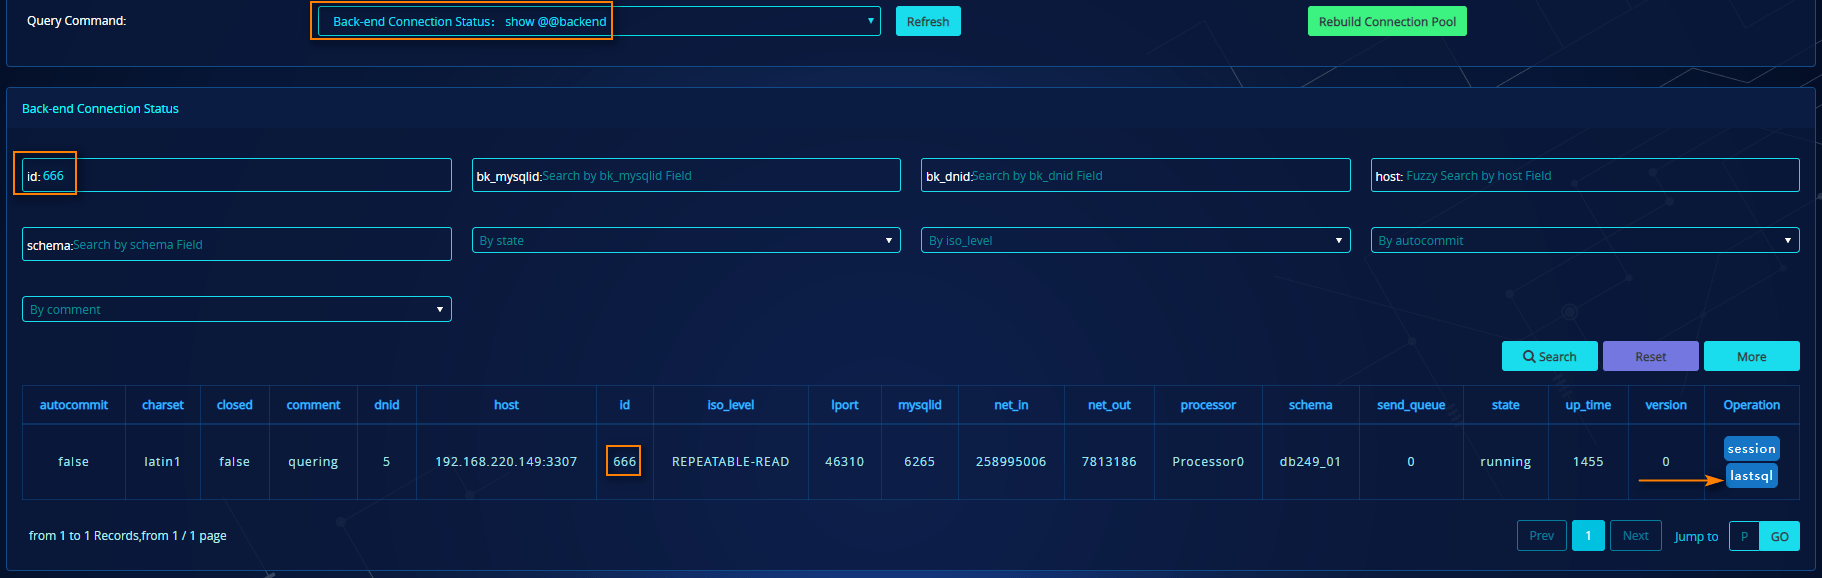 Query Command: Back-end Connection Status: show @@backend Refresh Rebuild Connection Pool
Back-end Connection Status
id: 666 bk_mysqlid:Search by bk_mysqlid Field bk_dnid:Search by bk_dnid Field host: Fuzzy Search by host Field
schema:Search by schema Field By state By iso_level By autocommit
By comment
Search Reset More
autocommit charset closed comment dnid host id iso_level lport mysqlid net_in net_out processor schema send_queue state up_time version Operation
false latin1 false quering 5 192.168.220.149:3307 666 REPEATABLE-READ 46310 6265 258995006 7813186 Processor0 db249_01 0 running 1455 0 session
lastsql
from 1 to 1 Records,from 1 / 1 page Prev 1 Next Jump to P GO